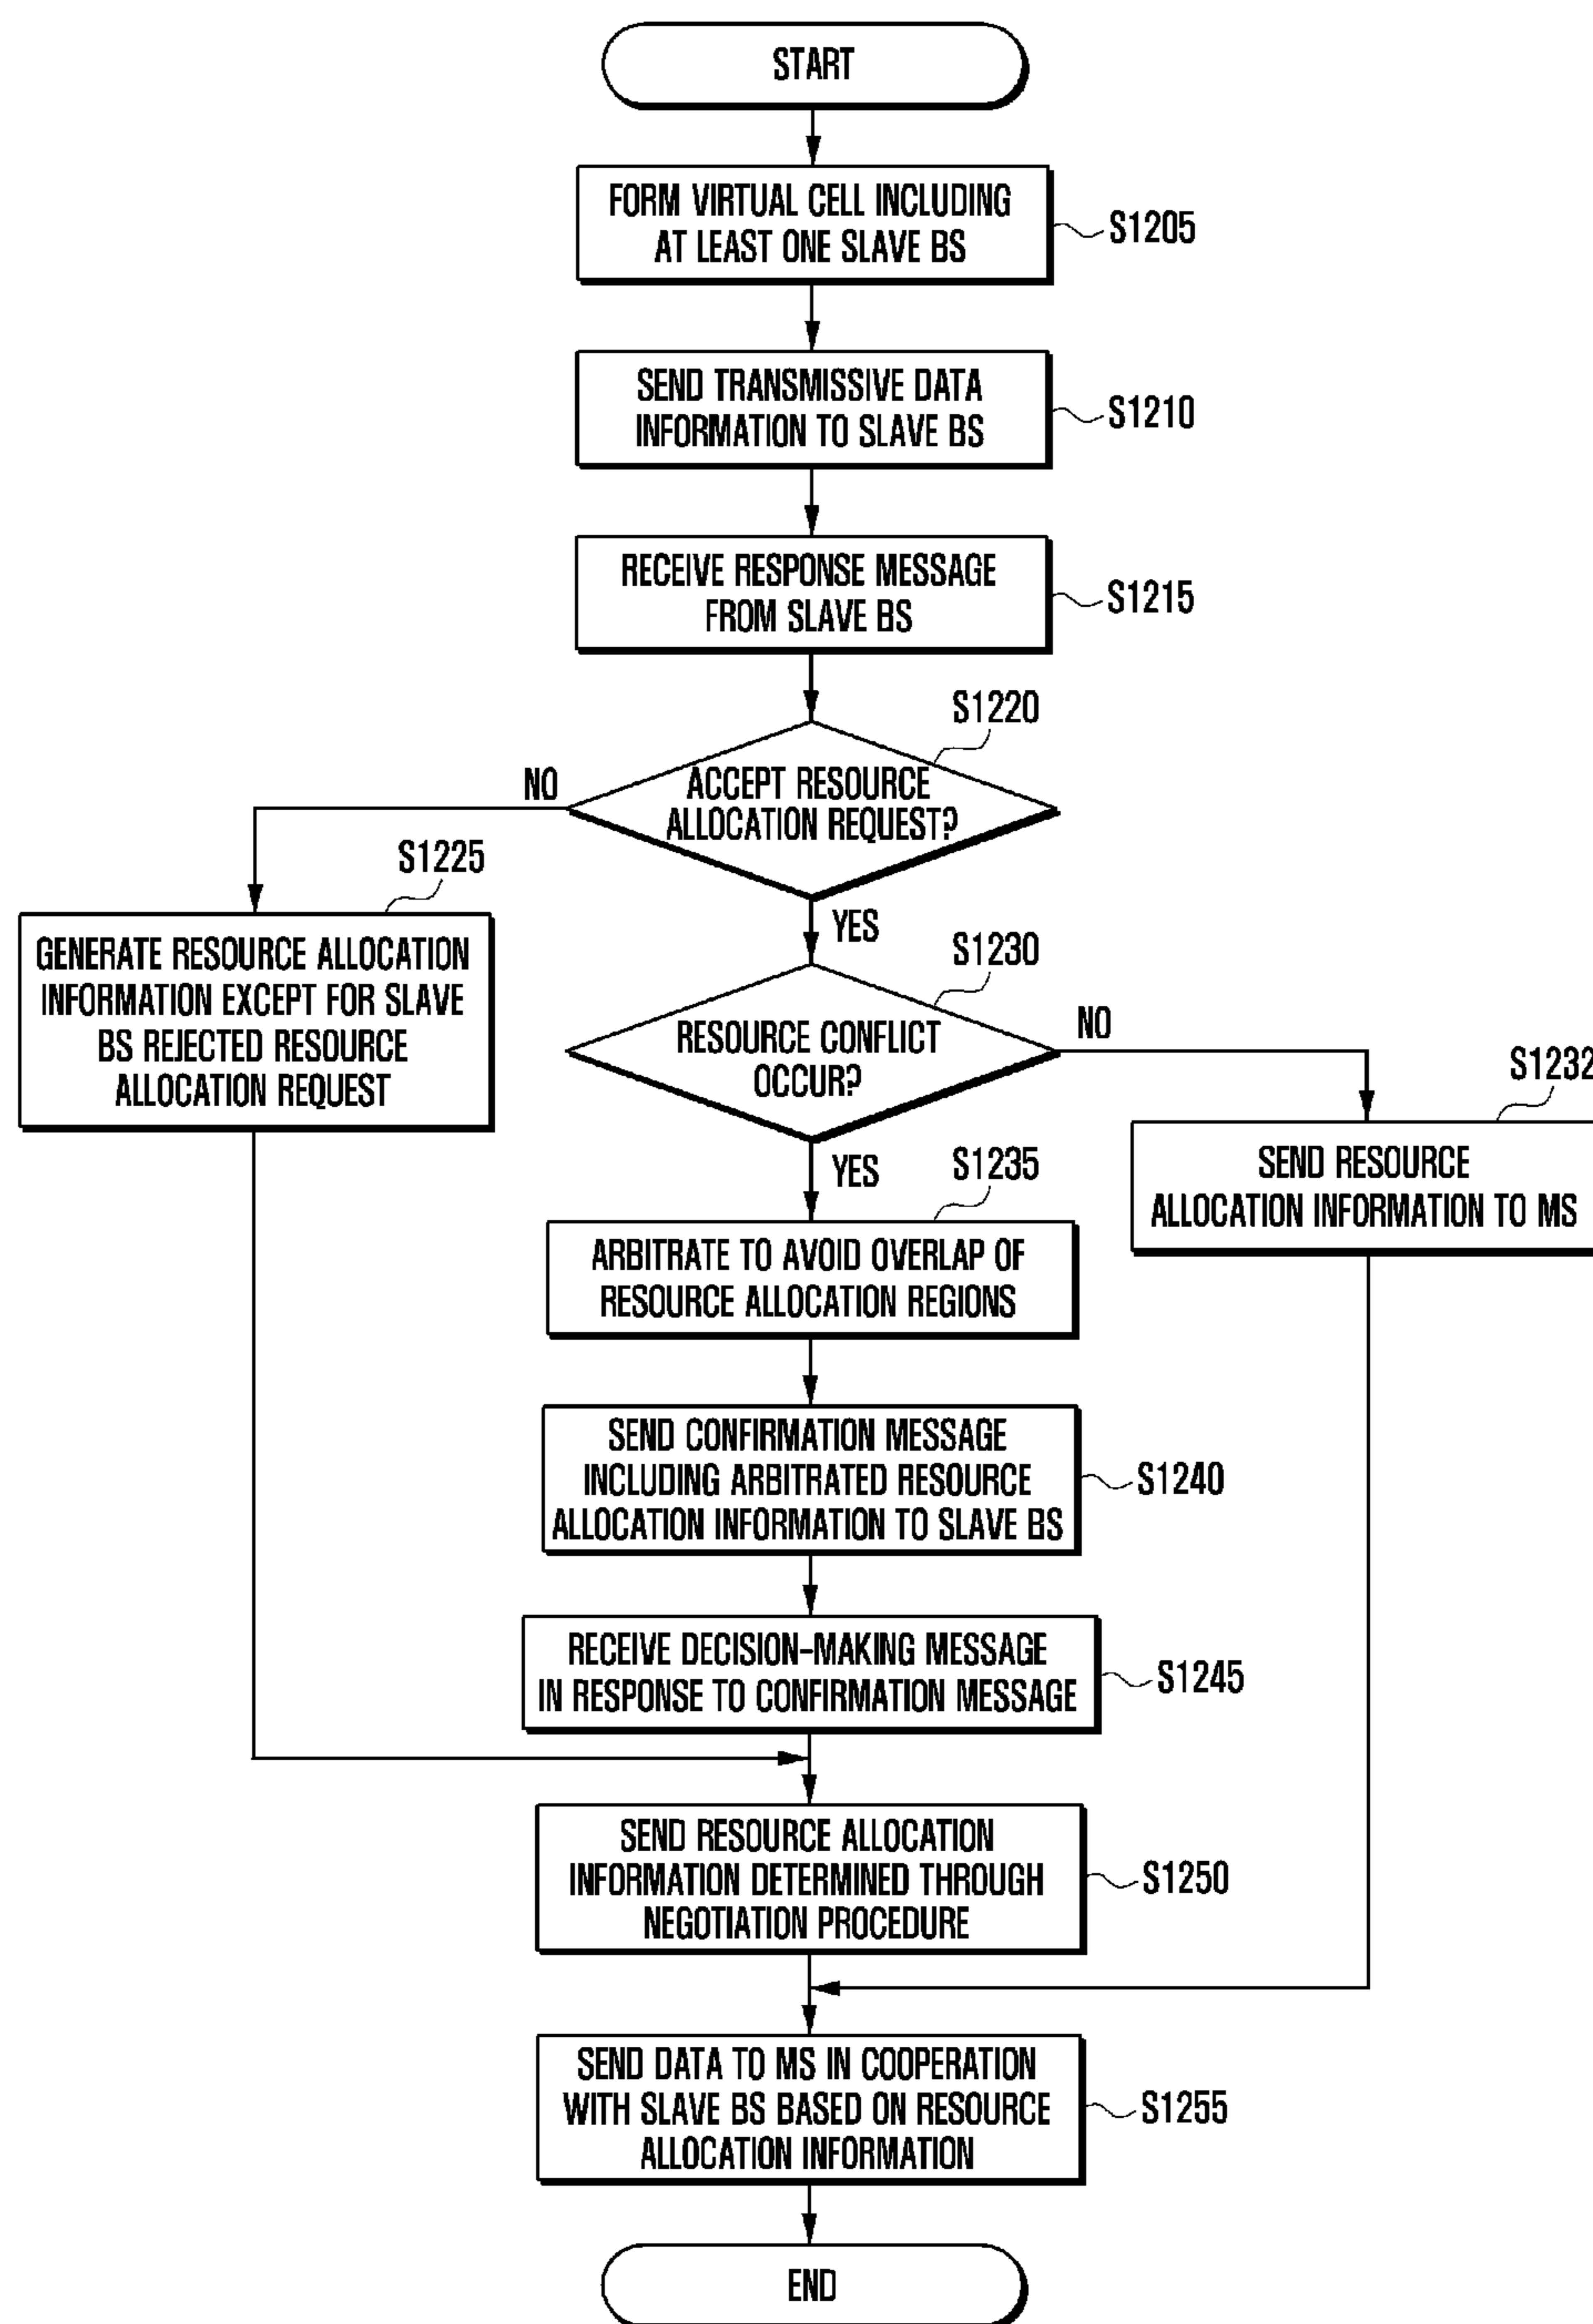 START
FORM VIRTUAL CELL INCLUDING
AT LEAST ONE SLAVE BS
S1205
SEND TRANSMISSIVE DATA
INFORMATION TO SLAVE BS
S1210
RECEIVE RESPONSE MESSAGE
FROM SLAVE BS
S1215
S1220
ACCEPT RESOURCE
ALLOCATION REQUEST?
NO
YES
S1225
GENERATE RESOURCE ALLOCATION
INFORMATION EXCEPT FOR SLAVE
BS REJECTED RESOURCE
ALLOCATION REQUEST
S1230
RESOURCE CONFLICT
OCCUR?
NO
YES
S1232
SEND RESOURCE
ALLOCATION INFORMATION TO MS
S1235
ARBITRATE TO AVOID OVERLAP OF
RESOURCE ALLOCATION REGIONS
SEND CONFIRMATION MESSAGE
INCLUDING ARBITRATED RESOURCE
ALLOCATION INFORMATION TO SLAVE BS
S1240
RECEIVE DECISION-MAKING MESSAGE
IN RESPONSE TO CONFIRMATION MESSAGE
S1245
SEND RESOURCE ALLOCATION
INFORMATION DETERMINED THROUGH
NEGOTIATION PROCEDURE
S1250
SEND DATA TO MS IN COOPERATION
WITH SLAVE BS BASED ON RESOURCE
ALLOCATION INFORMATION
S1255
END